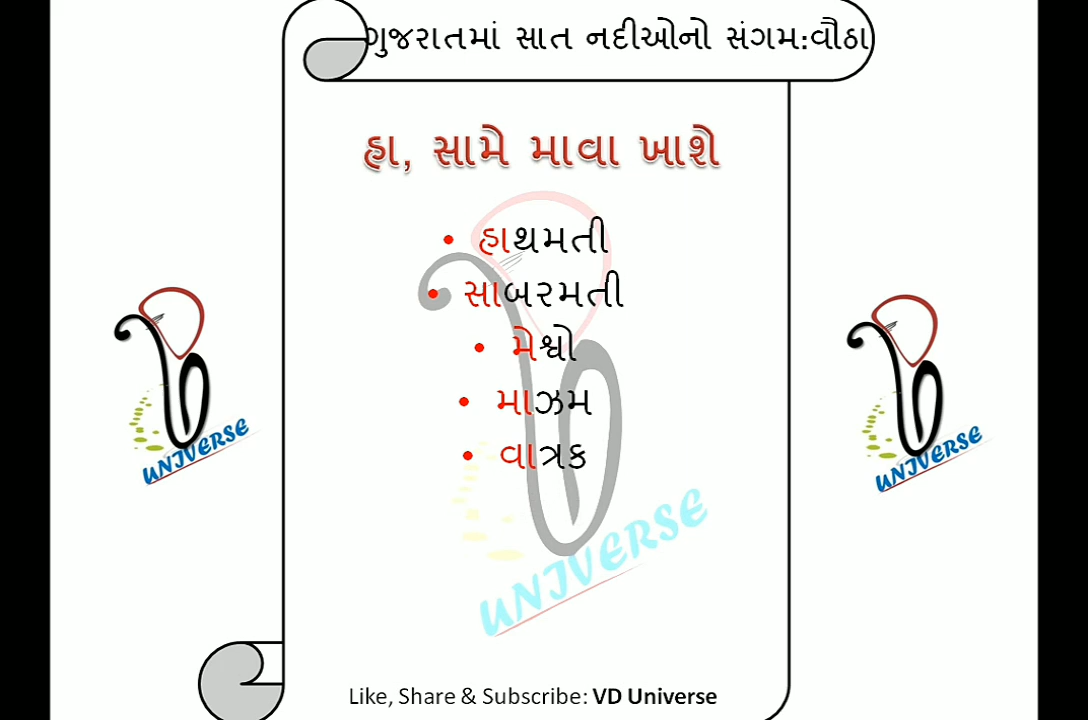 ગુજરાતમાં સાત નદીઓનો સંગમ:વૌઠા
હા, સામે માવા ખાશે
• હાથમતી
• સાબરમતી
• મેશ્વો
• માઝમ
• વાત્રક
UNIVERSE
UNIVERSE
UNIVERSE
Like, Share & Subscribe: VD Universe